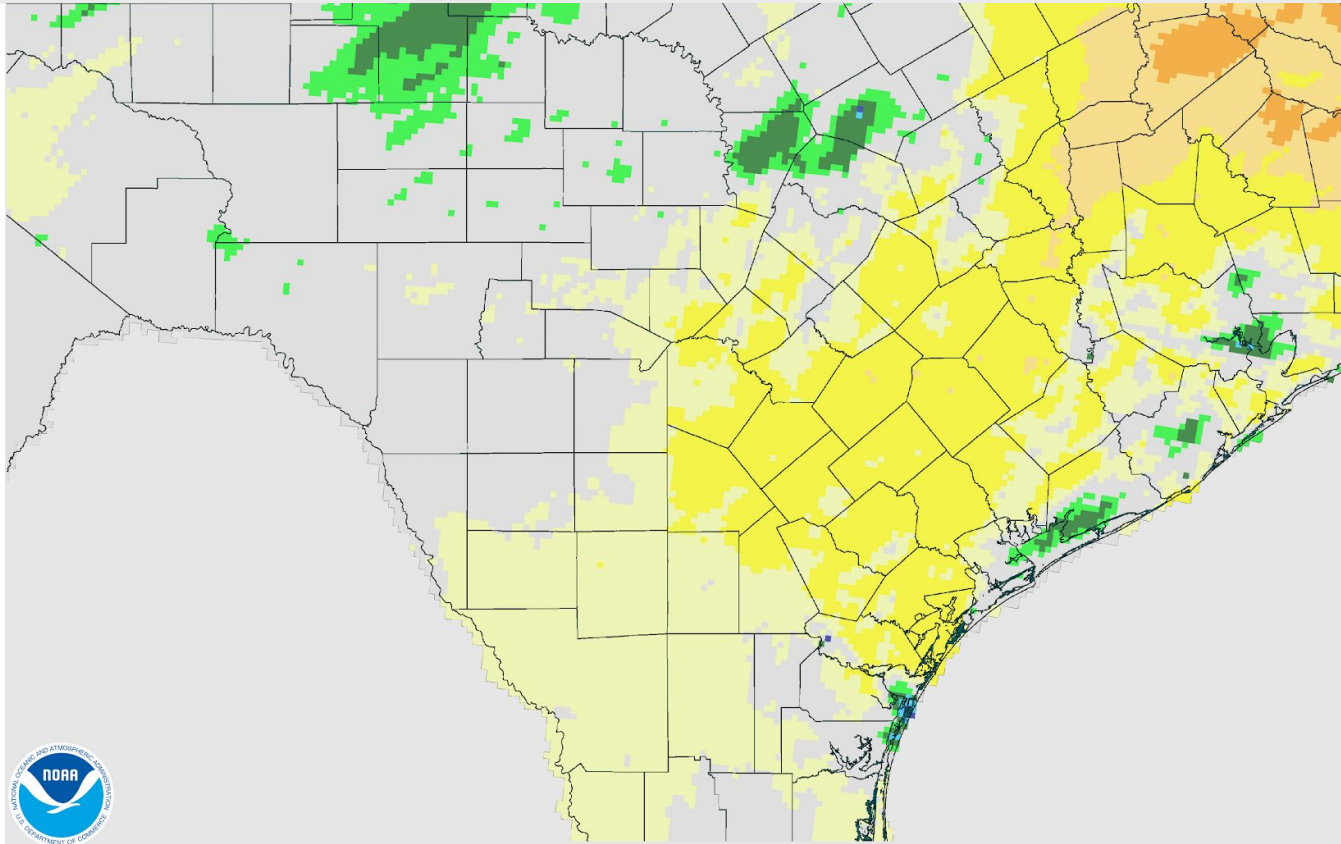 NATIONAL OCEANIC AND ATMOSPHERIC ADMINISTRATION
NOAA
U.S. DEPARTMENT OF COMMERCE